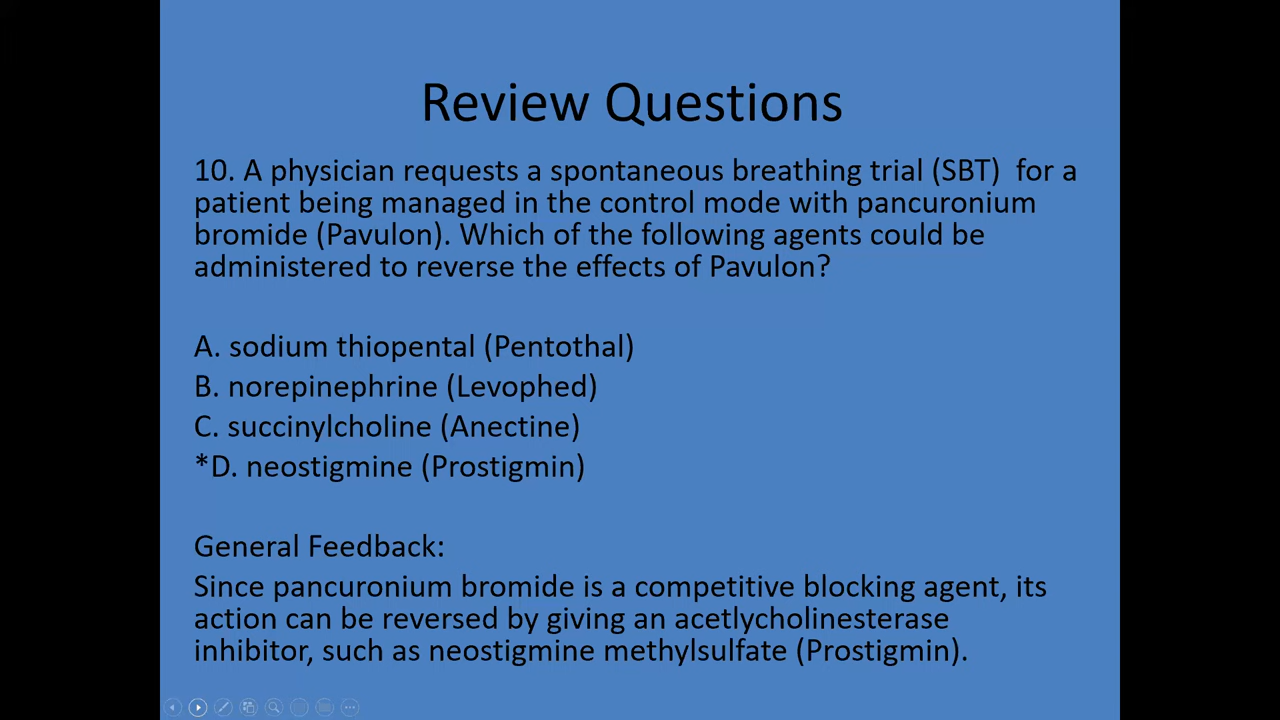 Review Questions
10. A physician requests a spontaneous breathing trial (SBT)  for a
patient being managed in the control mode with pancuronium
bromide (Pavulon). Which of the following agents could be
administered to reverse the effects of Pavulon?
A. sodium thiopental (Pentothal)
B. norepinephrine (Levophed)
C. succinylcholine (Anectine)
*D. neostigmine (Prostigmin)
General Feedback:
Since pancuronium bromide is a competitive blocking agent, its
action can be reversed by giving an acetlycholinesterase
inhibitor, such as neostigmine methylsulfate (Prostigmin).